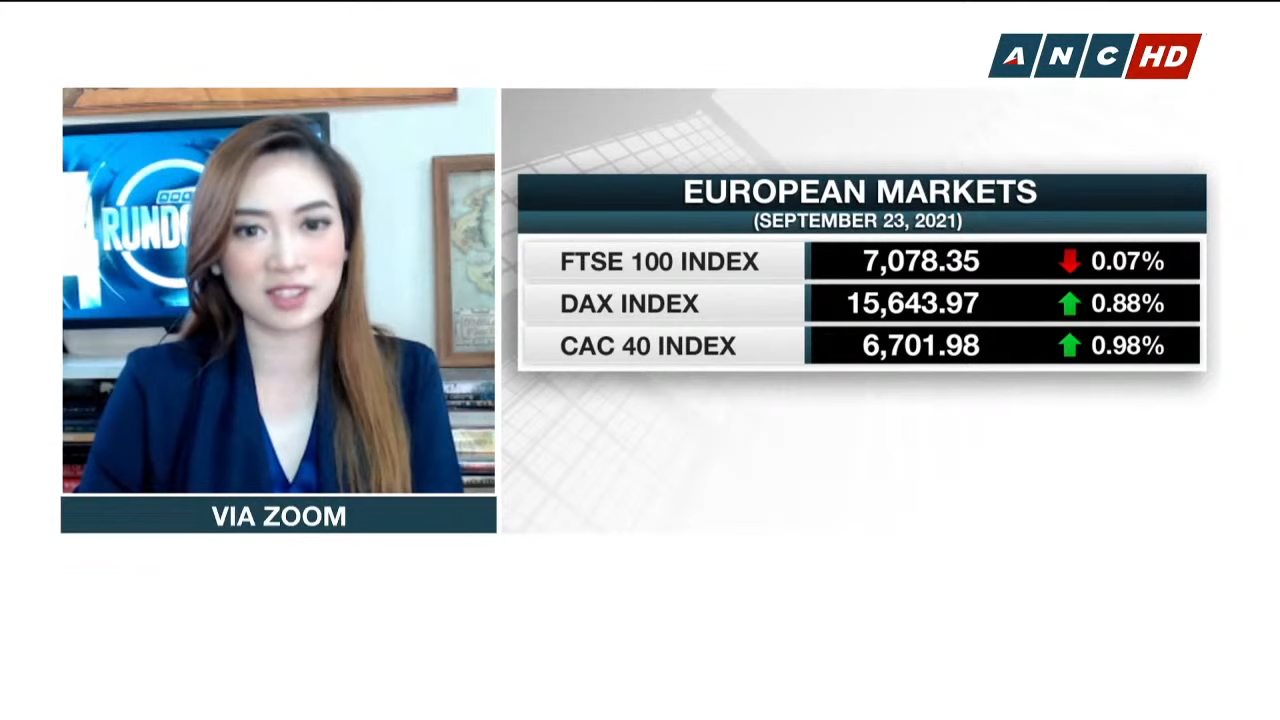 ANC HD
RUNDO
EUROPEAN MARKETS
(SEPTEMBER 23, 2021)
FTSE 100 INDEX 7,078.35 0.07%
DAX INDEX 15,643.97 0.88%
CAC 40 INDEX 6,701.98 0.98%
VIA ZOOM